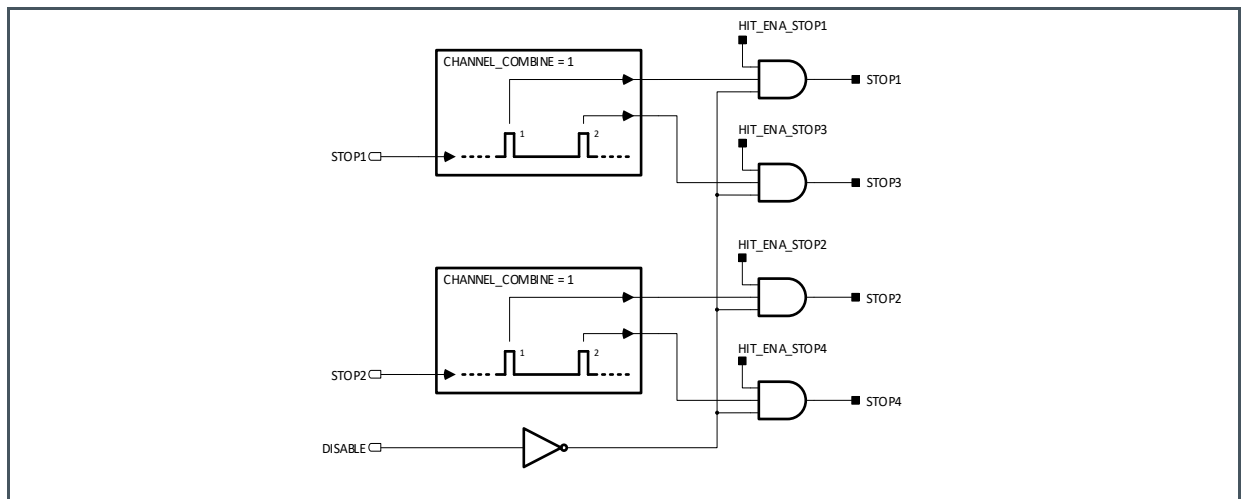 HIT_ENA_STOP1
CHANNEL_COMBINE = 1
STOP1
HIT_ENA_STOP3
1
2
STOP1
STOP3
HIT_ENA_STOP2
CHANNEL_COMBINE = 1
STOP2
HIT_ENA_STOP4
1
2
STOP2
STOP4
DISABLE